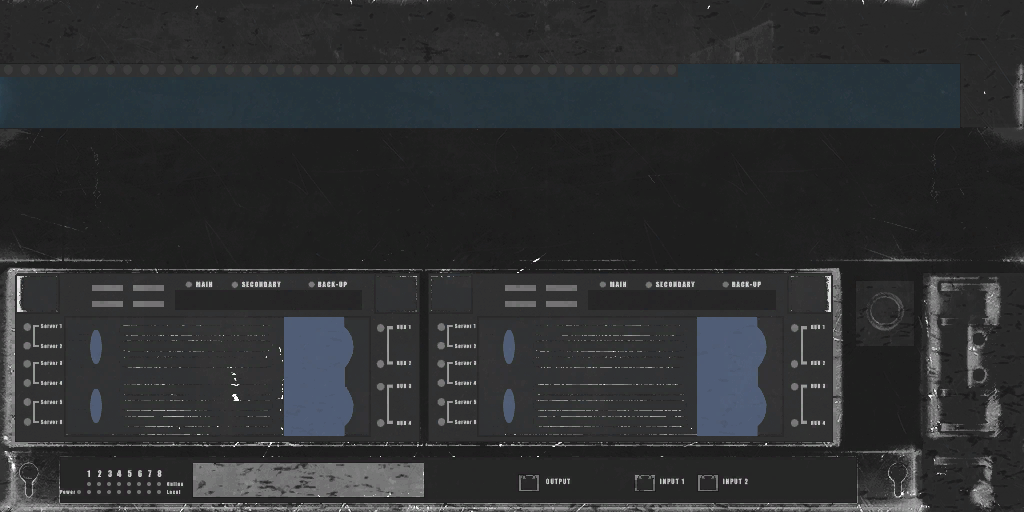 MAIN SECONDARY BACK-UP
Server 1
Server 2
Server 3
Server 4
Server 5
Server 6
HUB 1
HUB 2
HUB 3
HUB 4
MAIN SECONDARY BACK-UP
Server 1
Server 2
Server 3
Server 4
Server 5
Server 6
HUB 1
HUB 2
HUB 3
HUB 4
1 2 3 4 5 6 7 8
Online
Power Local
OUTPUT INPUT 1 INPUT 2